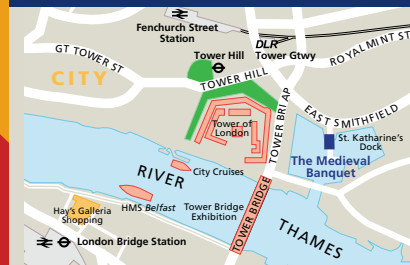 Fenchurch Street
Station
DLR
Tower Gtwy
ROYAL MINT ST
GT TOWER ST
Tower Hill
CITY
TOWER HILL
TOWER BRI AP
EAST SMITHFIELD
Tower of
London
St. Katharine's
Dock
The Medieval
Banquet
City Cruises
RIVER
HMS Belfast
Hay's Galleria
Shopping
Tower Bridge
Exhibition
TOWER BRIDGE
THAMES
London Bridge Station